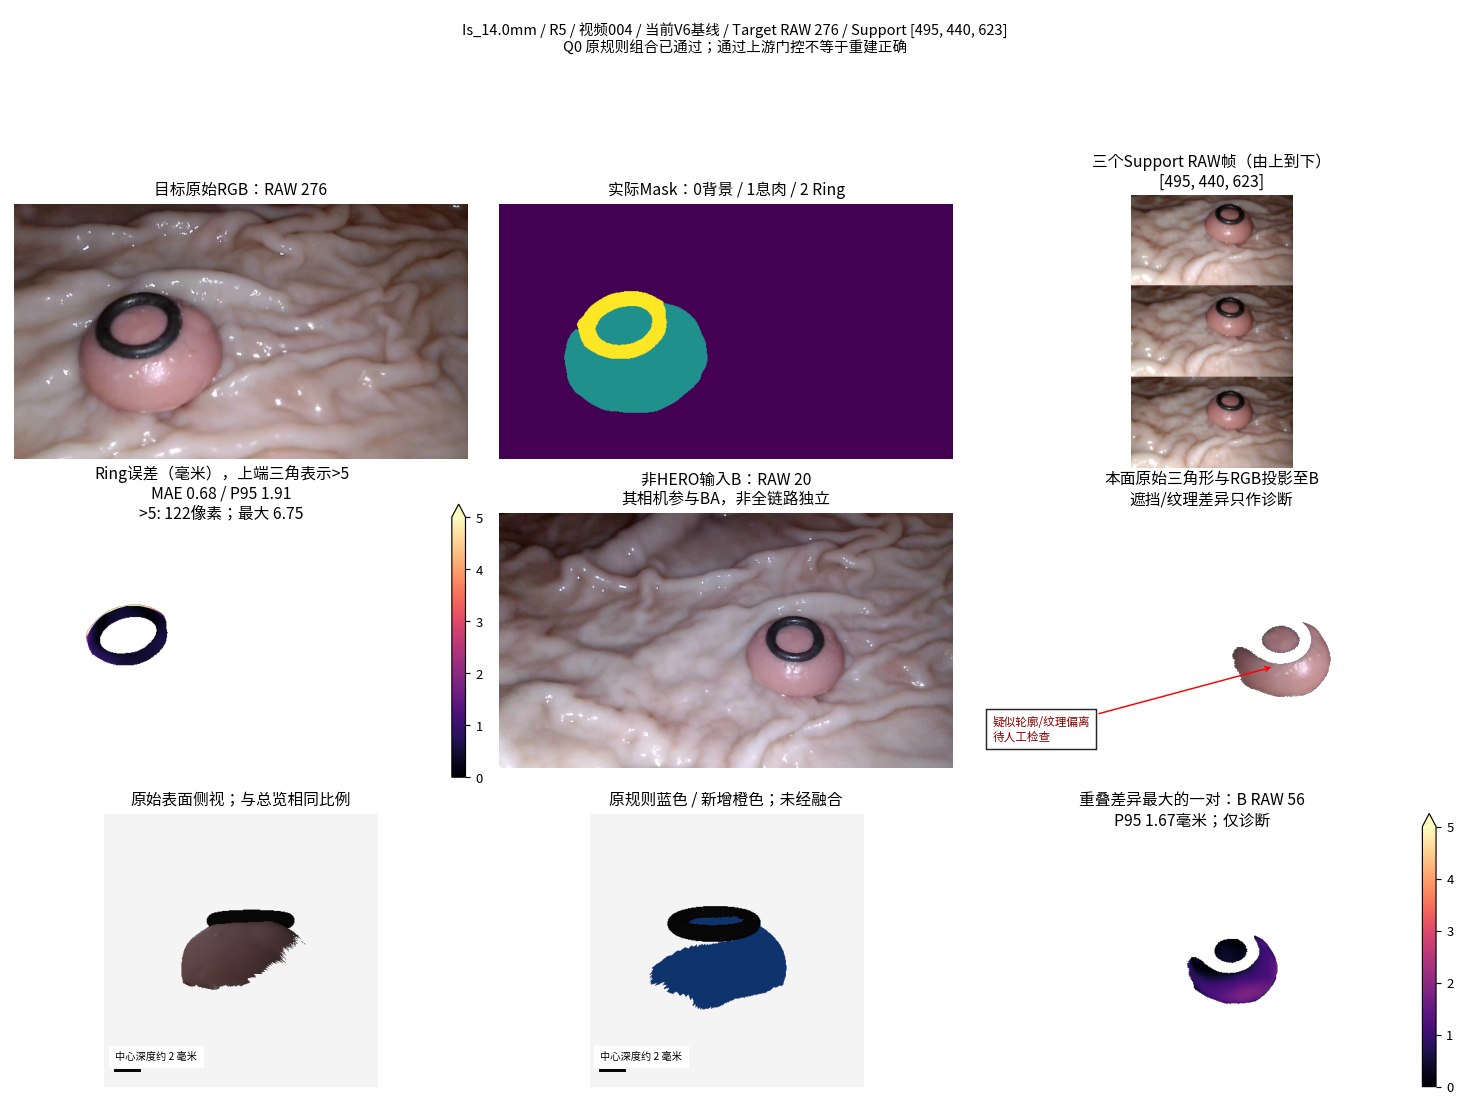 Is_14.0mm / R5 / 视频004 / 当前V6基线 / Target RAW 276 / Support [495, 440, 623]
Q0 原规则组合已通过；通过上游门控不等于重建正确
目标原始RGB：RAW 276
实际Mask：0背景 / 1息肉 / 2 Ring
三个Support RAW帧（由上到下）
[495, 440, 623]
Ring误差（毫米），上端三角表示>5
MAE 0.68 / P95 1.91
>5: 122像素；最大 6.75
5
4
3
2
1
0
非HERO输入B：RAW 20
其相机参与BA，非全链路独立
本面原始三角形与RGB投影至B
遮挡/纹理差异只作诊断
疑似轮廓/纹理偏离
待人工检查
原始表面侧视；与总览相同比例
中心深度约 2 毫米
原规则蓝色 / 新增橙色；未经融合
中心深度约 2 毫米
重叠差异最大的一对：B RAW 56
P95 1.67毫米；仅诊断
5
4
3
2
1
0